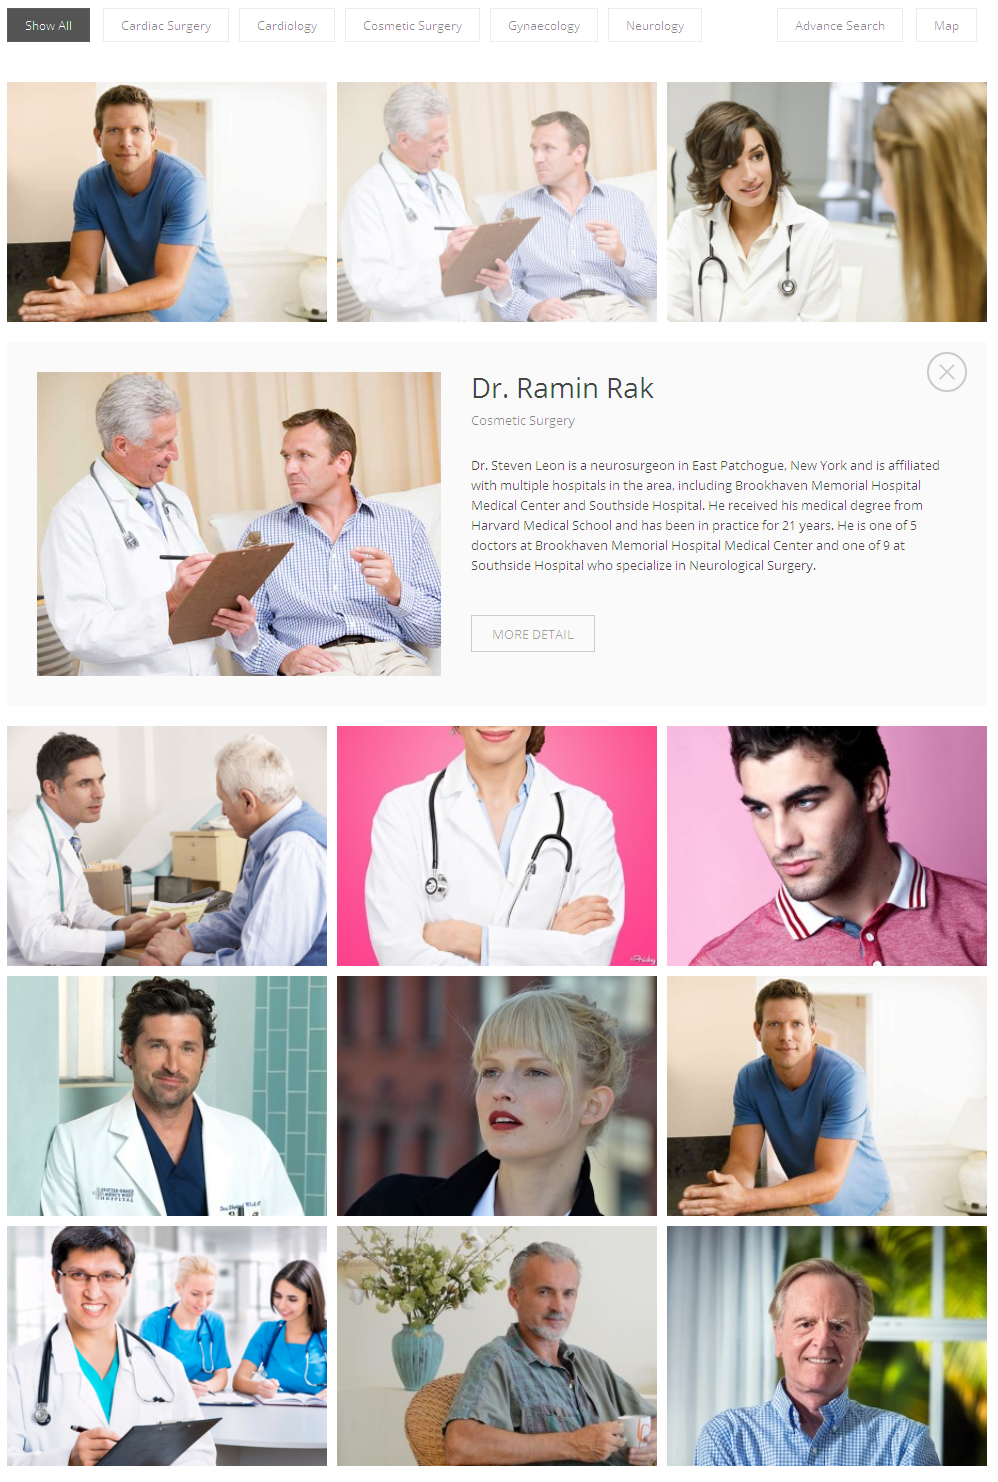 Show All
Cardiac Surgery
Cardiology
Cosmetic Surgery
Gynaecology
Neurology
Advance Search
Map
Dr. Ramin Rak
Cosmetic Surgery
Dr. Steven Leon is a neurosurgeon in East Patchogue, New York and is affiliated
with multiple hospitals in the area, including Brookhaven Memorial Hospital
Medical Center and Southside Hospital. He received his medical degree from
Harvard Medical School and has been in practice for 21 years. He is one of 5
doctors at Brookhaven Memorial Hospital Medical Center and one of 9 at
Southside Hospital who specialize in Neurological Surgery.
MORE DETAIL
HOSPITAL